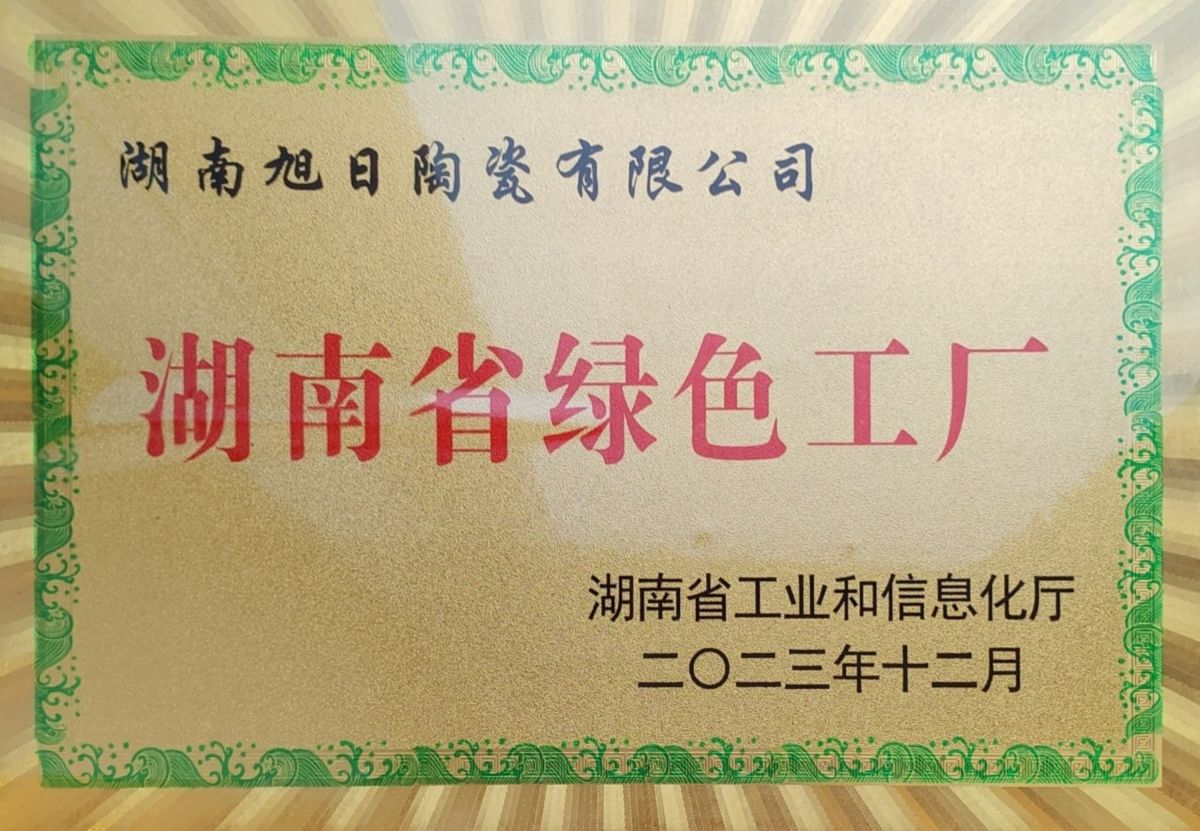 湖南旭日陶瓷有限公司
湖南省绿色工厂
湖南省工业和信息化厅
二〇二三年十二月